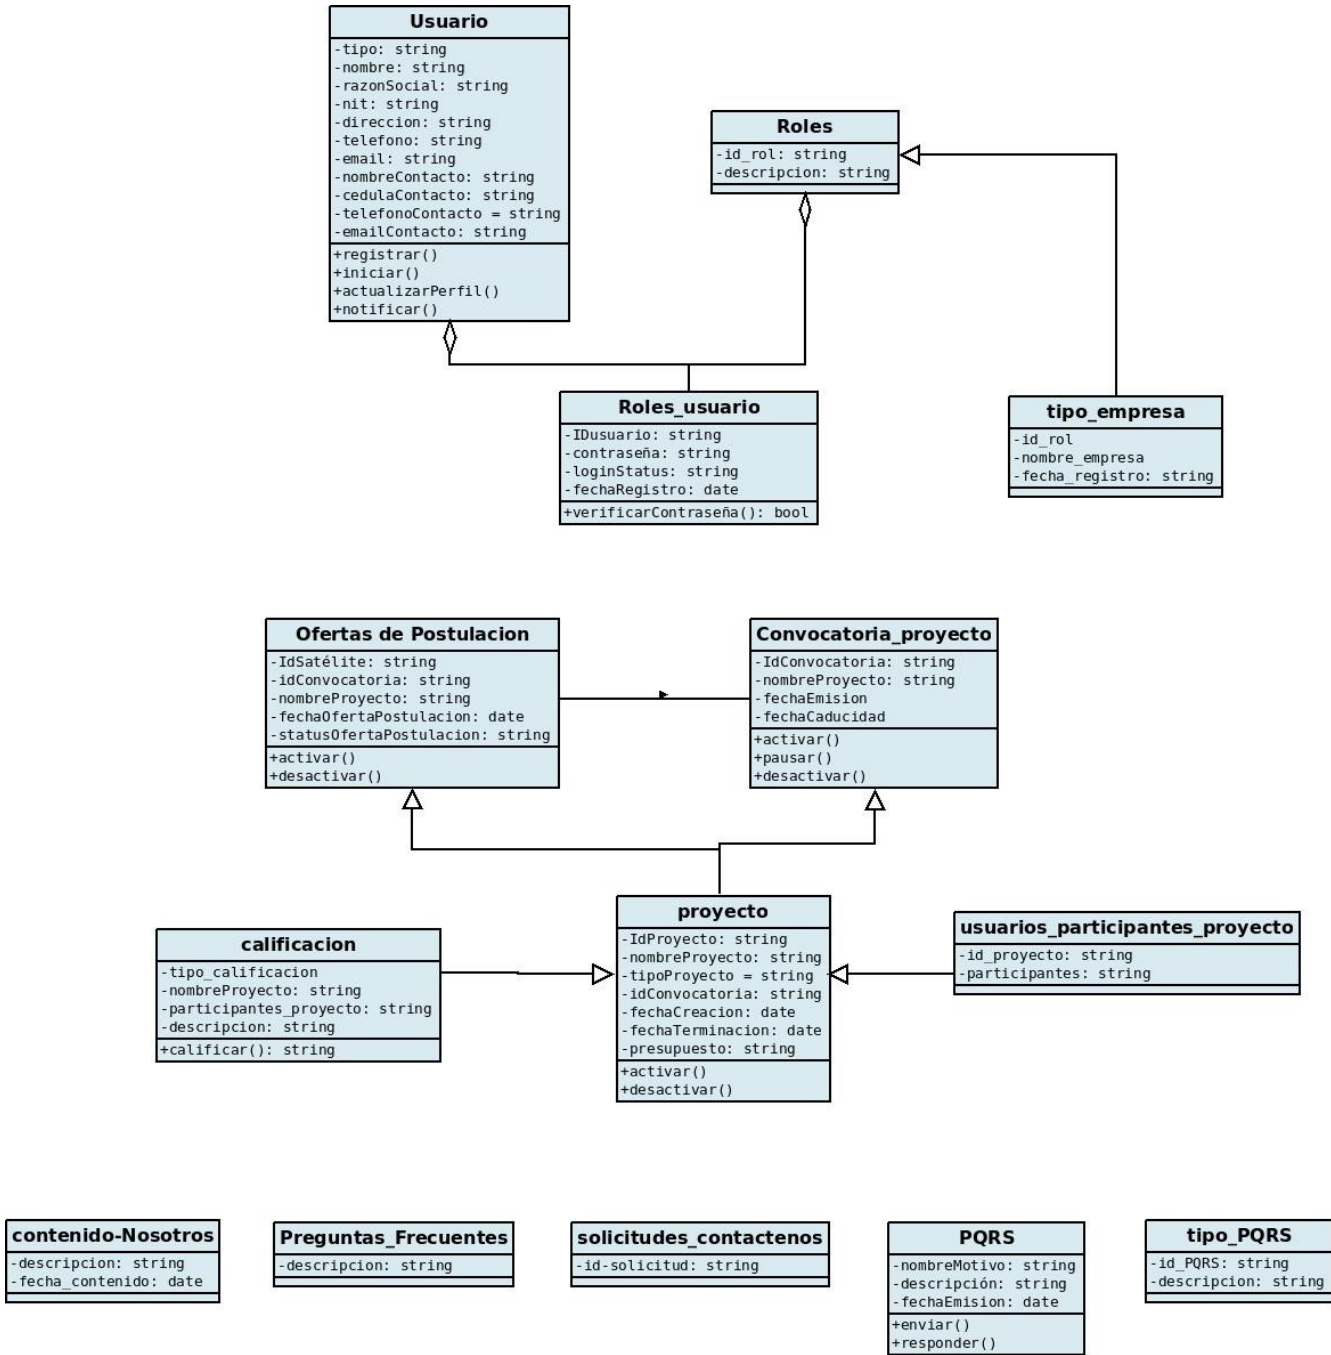 Usuario
-tipo: string
-nombre: string
-razonSocial: string
-nit: string
-direccion: string
-telefono: string
-email: string
-nombreContacto: string
-cedulaContacto: string
-telefonoContacto = string
-emailContacto: string
+registrar()
+iniciar()
+actualizarPerfil()
+notificar()
Roles
-id_rol: string
-descripcion: string
Roles_usuario
-IDusuario: string
-contraseña: string
-loginStatus: string
-fechaRegistro: date
+verificarContraseña(): bool
tipo_empresa
-id_rol
-nombre_empresa
-fecha_registro: string
Ofertas de Postulacion
-IdSatélite: string
-idConvocatoria: string
-nombreProyecto: string
-fechaOfertaPostulacion: date
-statusOfertaPostulacion: string
+activar()
+desactivar()
Convocatoria_proyecto
-IdConvocatoria: string
-nombreProyecto: string
-fechaEmision
-fechaCaducidad
+activar()
+pausar()
+desactivar()
calificacion
-tipo_calificacion
-nombreProyecto: string
-participantes_proyecto: string
-descripcion: string
+calificar(): string
proyecto
-IdProyecto: string
-nombreProyecto: string
-tipoProyecto = string
-idConvocatoria: string
-fechaCreacion: date
-fechaTerminacion: date
-presupuesto: string
+activar()
+desactivar()
usuarios_participantes_proyecto
-id_proyecto: string
-participantes: string
contenido-Nosotros
-descripcion: string
-fecha_contenido: date
Preguntas_Frecuentes
-descripcion: string
solicitudes_contactenos
-id-solicitud: string
PQRS
-nombreMotivo: string
-descripción: string
-fechaEmision: date
+enviar()
+responder()
tipo_PQRS
-id_PQRS: string
-descripcion: string